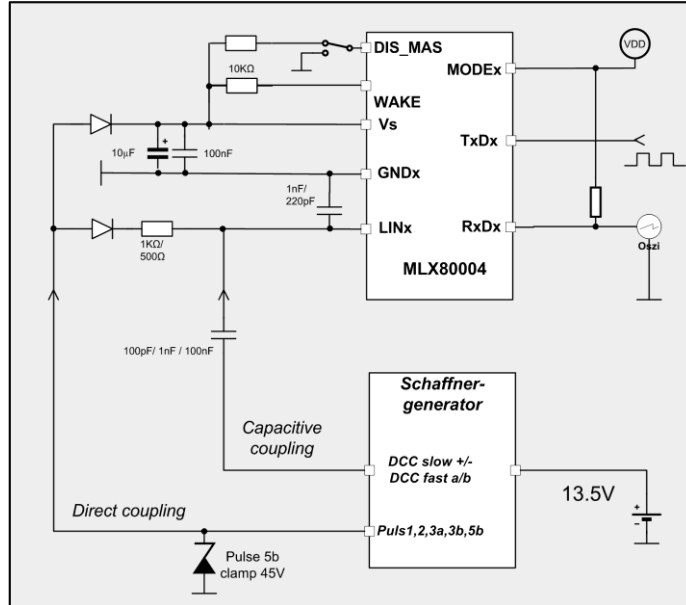 VDD
DIS_MAS
MODEx
10KΩ
WAKE
Vs
TxDx
10µF
+
100nF
GNDx
1nF/
220pF
LINx
RxDx
1KΩ/
500Ω
Oszi
MLX80004
100pF/ 1nF / 100nF
Schaffner-
generator
Capacitive
coupling
DCC slow +/-
DCC fast a/b
13.5V
+
−
Direct coupling
Puls1,2,3a,3b,5b
Pulse 5b
clamp 45V